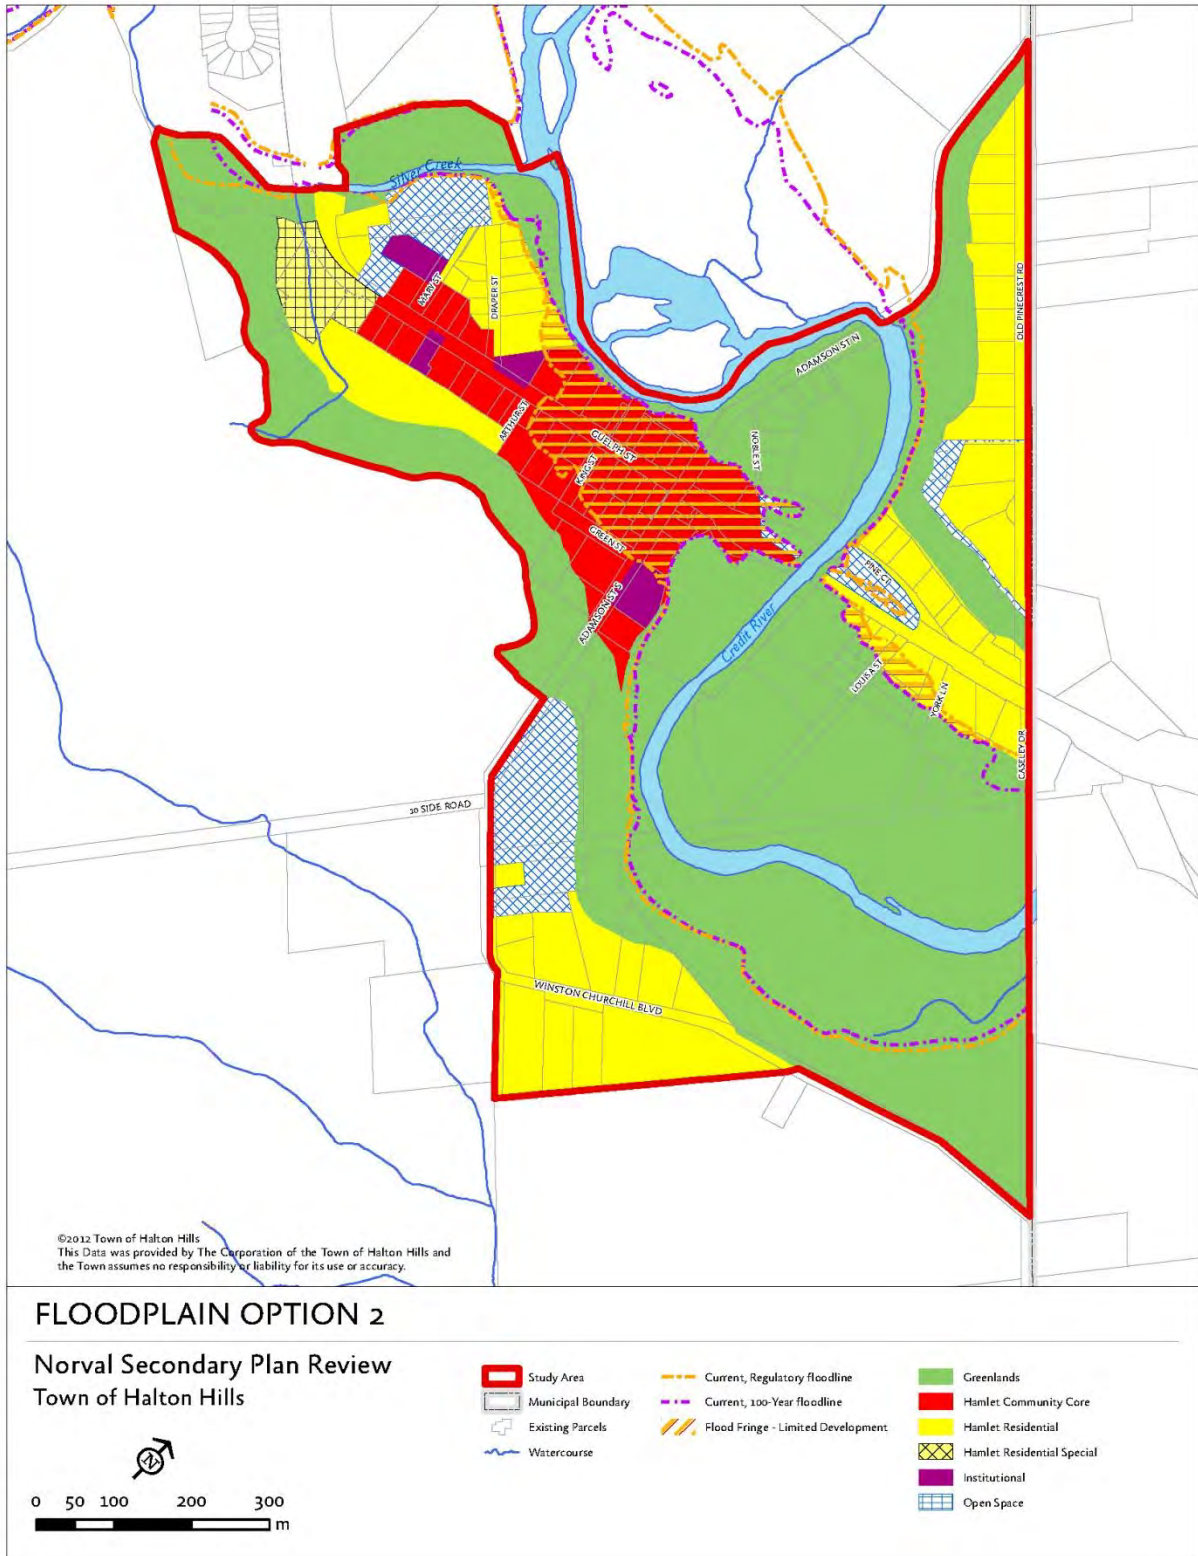 Silver Creek
MARY ST
DRAPER ST
OLD PINECREST RD
ADAMSON ST N
ARTHUR ST
GUELPH ST
KING ST
NOBLE ST
GREEN ST
PINE CI
ADAMSON ST S
Credit River
LOUISA ST
YORK LN
CASELEY DR
10 SIDE ROAD
WINSTON CHURCHILL BLVD
©2012 Town of Halton Hills
This Data was provided by The Corporation of the Town of Halton Hills and
the Town assumes no responsibility or liability for its use or accuracy.
FLOODPLAIN OPTION 2
Norval Secondary Plan Review
Town of Halton Hills
N
0 50 100 200 300
m
Study Area
Municipal Boundary
Existing Parcels
Watercourse
Current, Regulatory floodline
Current, 100-Year floodline
Flood Fringe - Limited Development
Greenlands
Hamlet Community Core
Hamlet Residential
Hamlet Residential Special
Institutional
Open Space